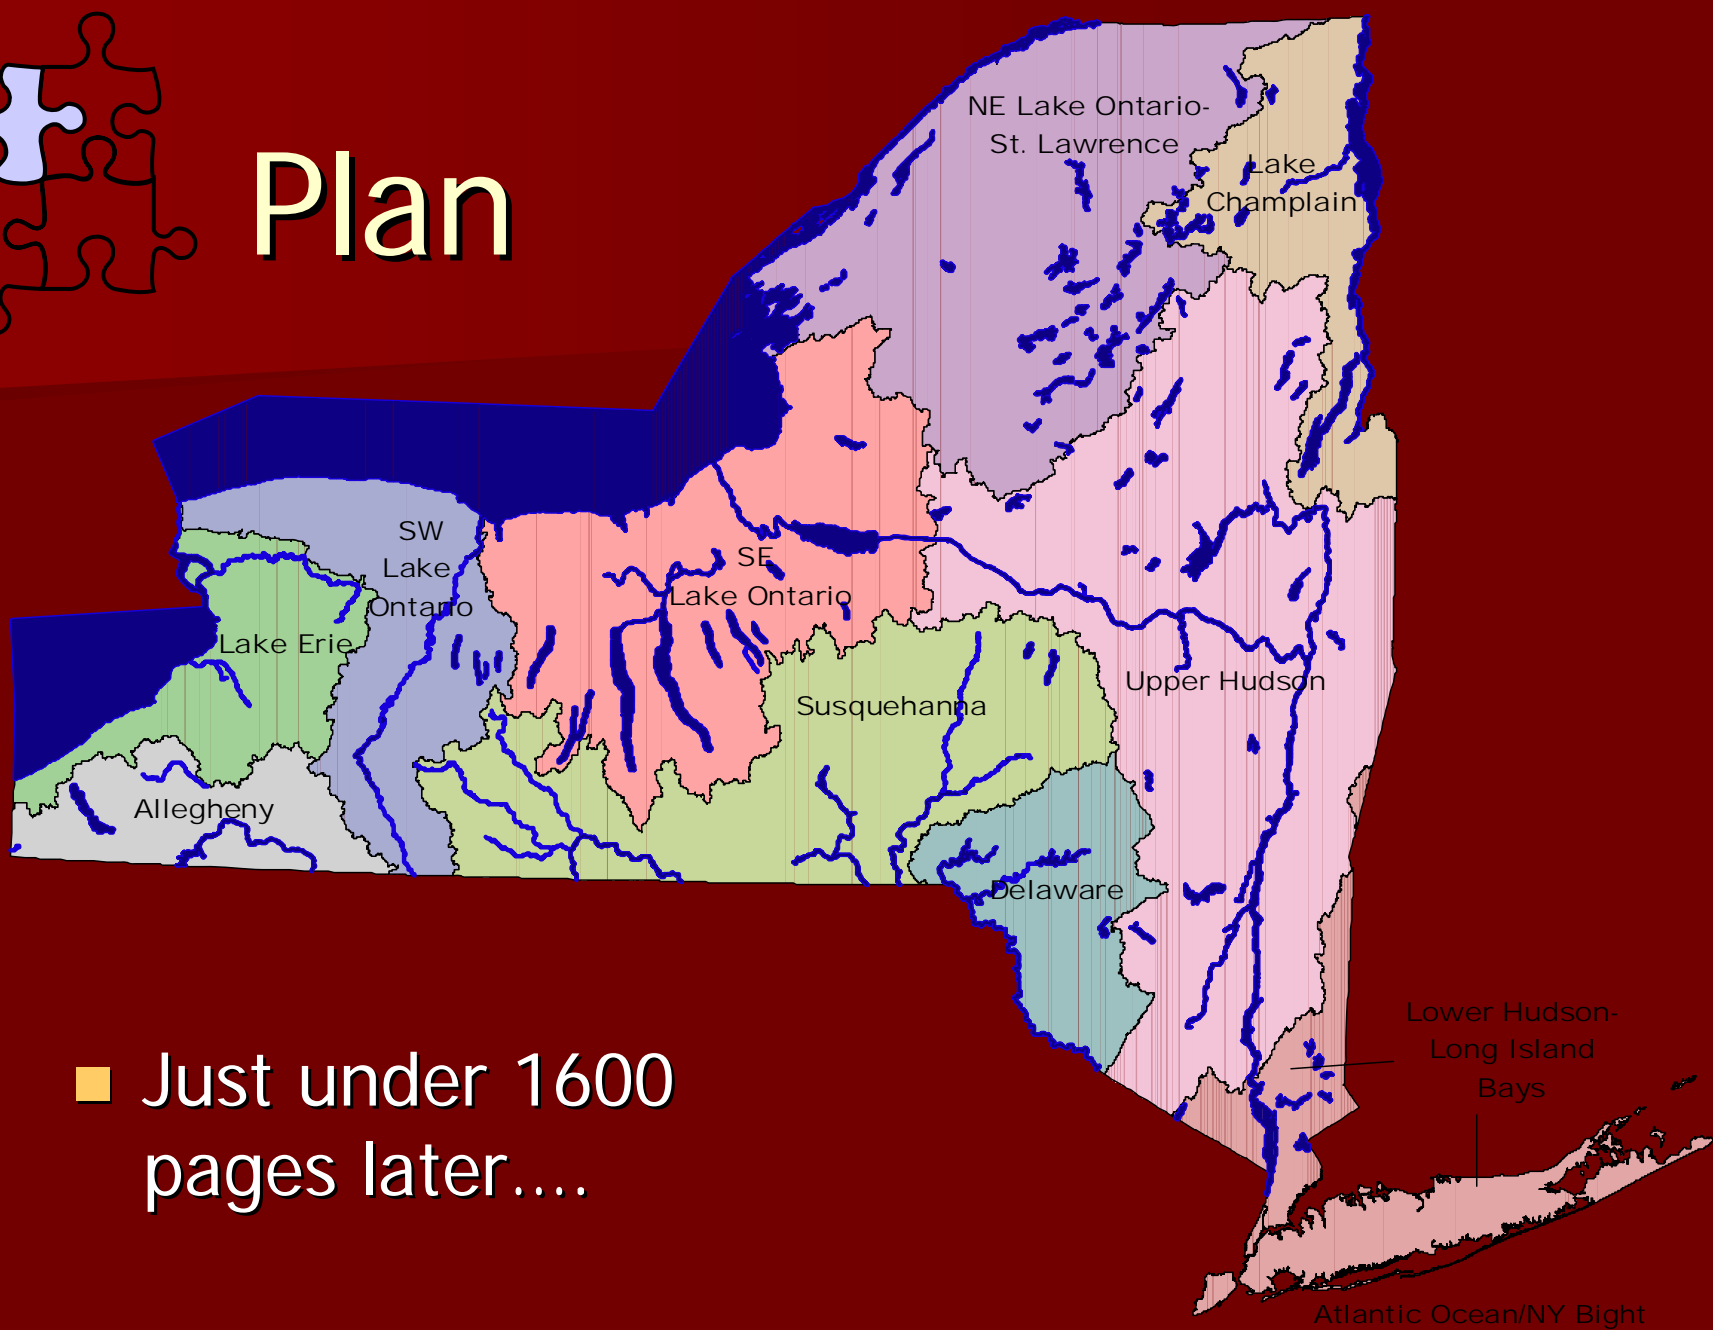 Plan
NE Lake Ontario-
St. Lawrence
Lake
Champlain
SW
Lake
Ontario
SE
Lake Ontario
Lake Erie
Upper Hudson
Susquehanna
Allegheny
Delaware
Lower Hudson-
Long Island
Bays
Just under 1600
pages later....
Atlantic Ocean/NY Bight